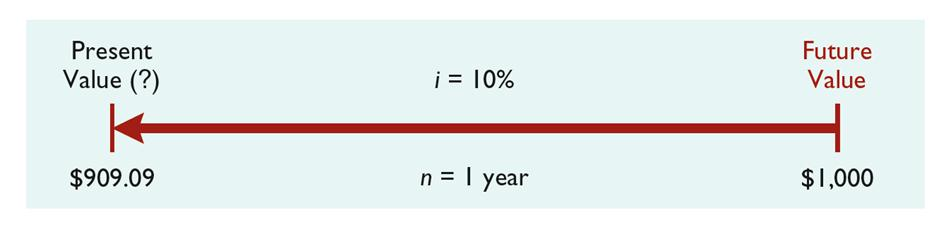 Present
Value (?)
i = 10%
Future
Value
$909.09
n = 1 year
$1,000